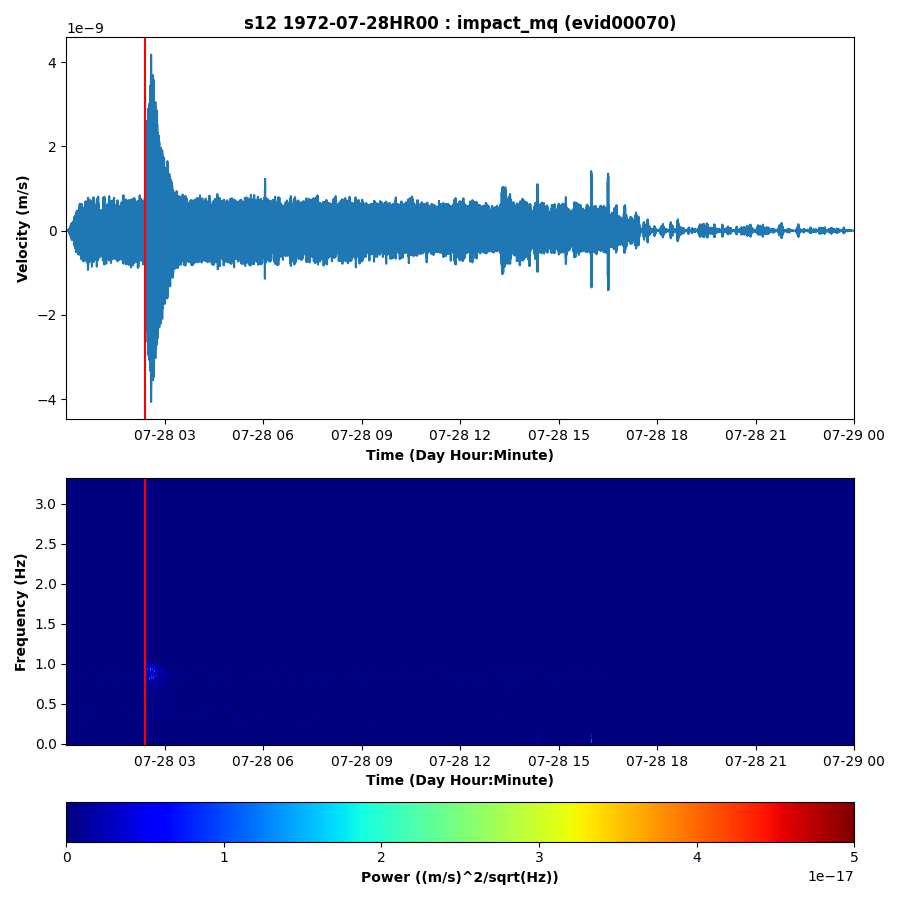 s12 1972-07-28HR00 : impact_mq (evid00070)
1e−9
4
2
0
−2
−4
Velocity (m/s)
07-28 03 07-28 06 07-28 09 07-28 12 07-28 15 07-28 18 07-28 21 07-29 00
Time (Day Hour:Minute)
3.0
2.5
2.0
1.5
1.0
0.5
0.0
Frequency (Hz)
07-28 03 07-28 06 07-28 09 07-28 12 07-28 15 07-28 18 07-28 21 07-29 00
Time (Day Hour:Minute)
0 1 2 3 4 5
1e−17
Power ((m/s)^2/sqrt(Hz))